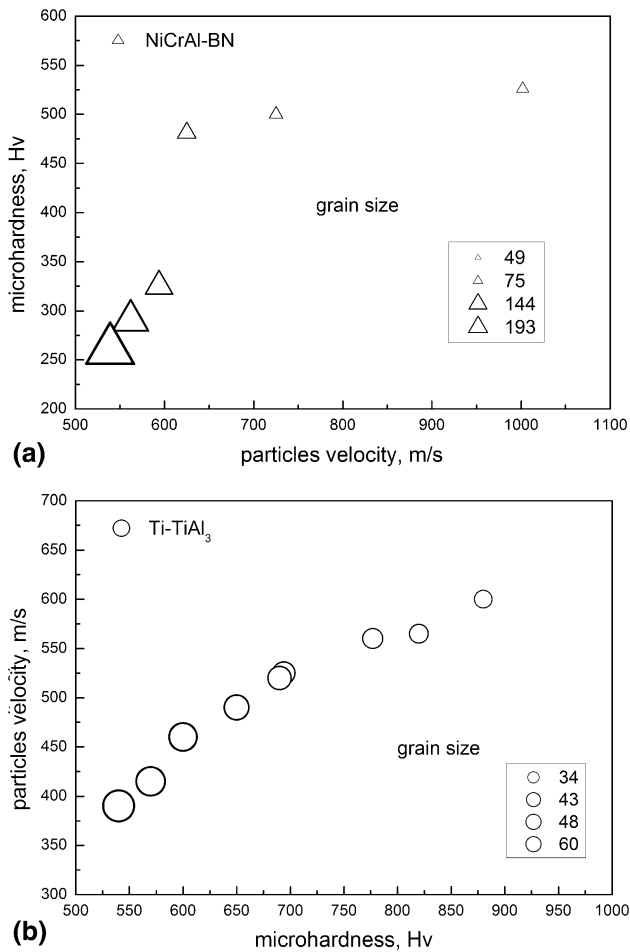 600
550
500
450
400
350
300
250
200
microhardness, Hv
NiCrAl-BN
grain size
49
75
144
193
500 600 700 800 900 1000 1100
(a)
particles velocity, m/s
700
650
600
550
500
450
400
350
300
particles velocity, m/s
Ti-TiAl₃
grain size
34
43
48
60
500 550 600 650 700 750 800 850 900 950 1000
(b)
microhardness, Hv